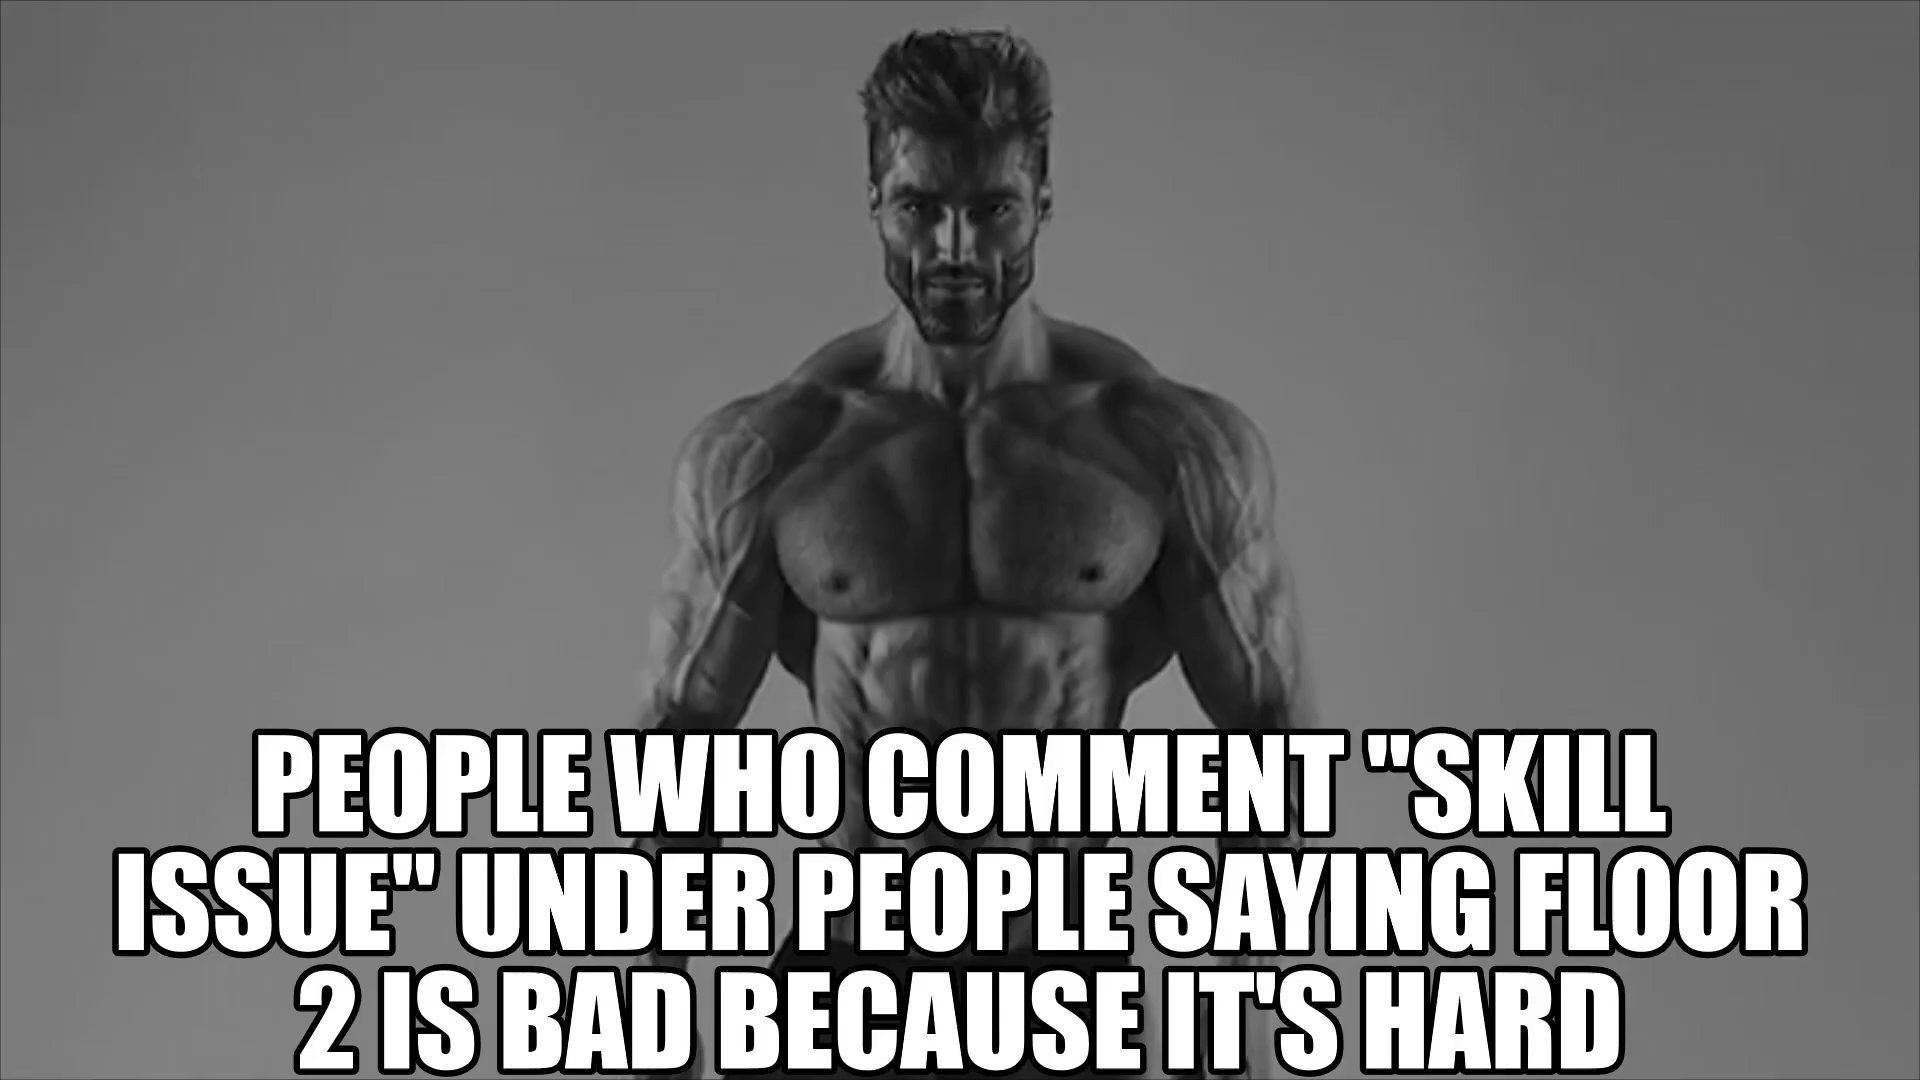 PEOPLE WHO COMMENT "SKILL
ISSUE" UNDER PEOPLE SAYING FLOOR
2 IS BAD BECAUSE IT'S HARD